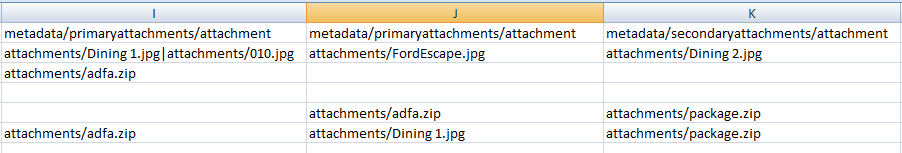 I J K
metadata/primaryattachments/attachment metadata/primaryattachments/attachment metadata/secondaryattachments/attachment
attachments/Dining 1.jpg|attachments/010.jpg attachments/FordEscape.jpg attachments/Dining 2.jpg
attachments/adfa.zip
attachments/adfa.zip attachments/package.zip
attachments/adfa.zip attachments/Dining 1.jpg attachments/package.zip